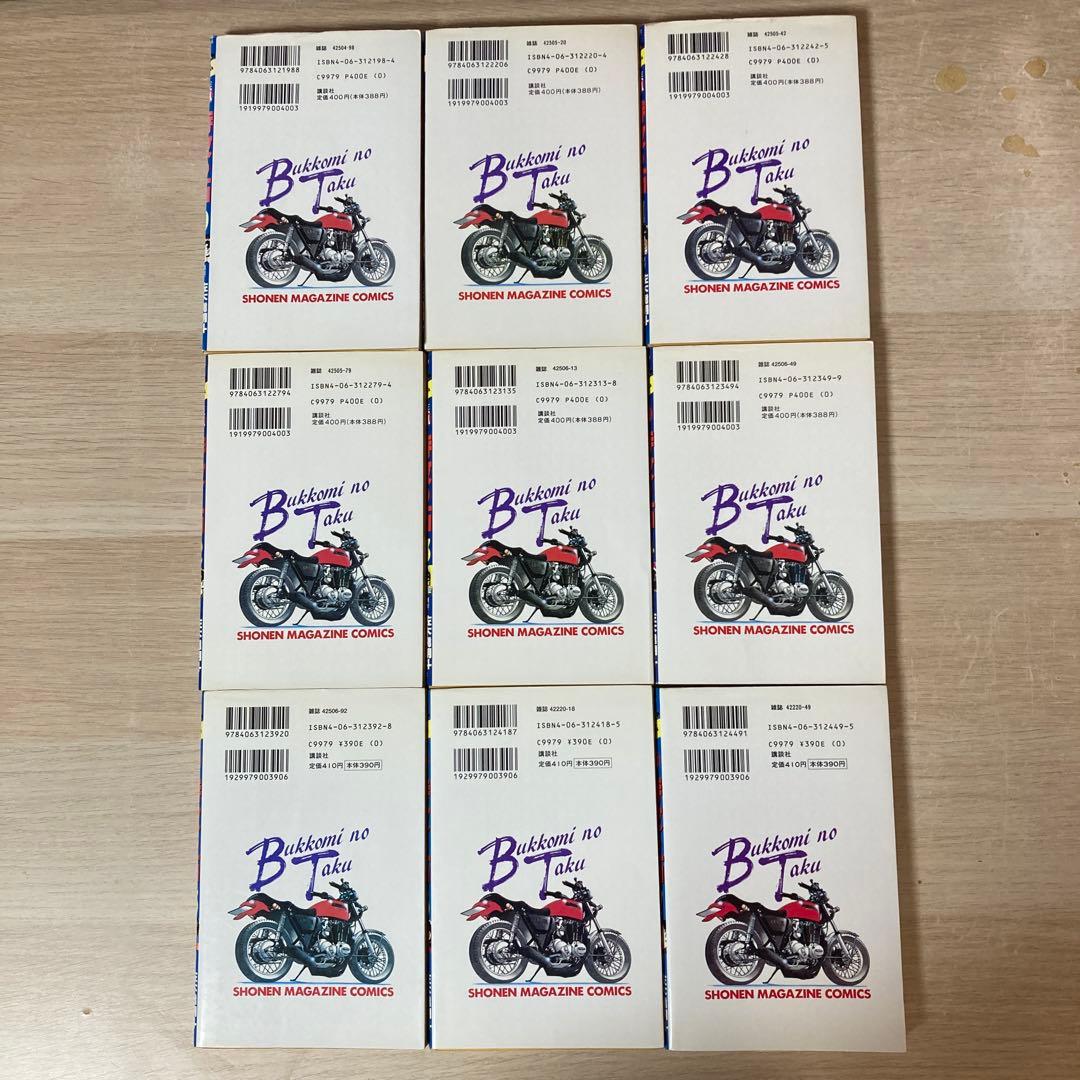 雑誌 42504-98
ISBN4-06-312198-4
9784063121988
C9979 P400E (0)
講談社
定価400円(本体388円)
1919979004003
Bukkomi no
Taku
SHONEN MAGAZINE COMICS
雑誌 42505-20
ISBN4-06-312220-4
9784063122206
C9979 P400E (0)
講談社
定価400円(本体388円)
1919979004003
Bukkomi no
Taku
SHONEN MAGAZINE COMICS
雑誌 42505-42
ISBN4-06-312242-5
9784063122428
C9979 P400E (0)
講談社
定価400円(本体388円)
1919979004003
Bukkomi no
Taku
SHONEN MAGAZINE COMICS
雑誌 42505-79
ISBN4-06-312279-4
9784063122794
C9979 P400E (0)
講談社
定価400円(本体388円)
1919979004003
Bukkomi no
Taku
SHONEN MAGAZINE COMICS
雑誌 42506-13
ISBN4-06-312313-8
9784063123135
C9979 P400E (0)
講談社
定価400円(本体388円)
1919979004003
Bukkomi no
Taku
SHONEN MAGAZINE COMICS
雑誌 42506-49
ISBN4-06-312349-9
9784063123494
C9979 P400E (0)
講談社
定価400円(本体388円)
1919979004003
Bukkomi no
Taku
SHONEN MAGAZINE COMICS
雑誌 42506-92
ISBN4-06-312392-8
9784063123920
C9979 ¥390E (0)
講談社
定価410円 本体390円
1929979003906
Bukkomi no
Taku
SHONEN MAGAZINE COMICS
雑誌 42220-18
ISBN4-06-312418-5
9784063124187
C9979 ¥390E (0)
講談社
定価410円 本体390円
1929979003906
Bukkomi no
Taku
SHONEN MAGAZINE COMICS
雑誌 42220-49
ISBN4-06-312449-5
9784063124491
C9979 ¥390E (0)
講談社
定価410円 本体390円
1929979003906
Bukkomi no
Taku
SHONEN MAGAZINE COMICS